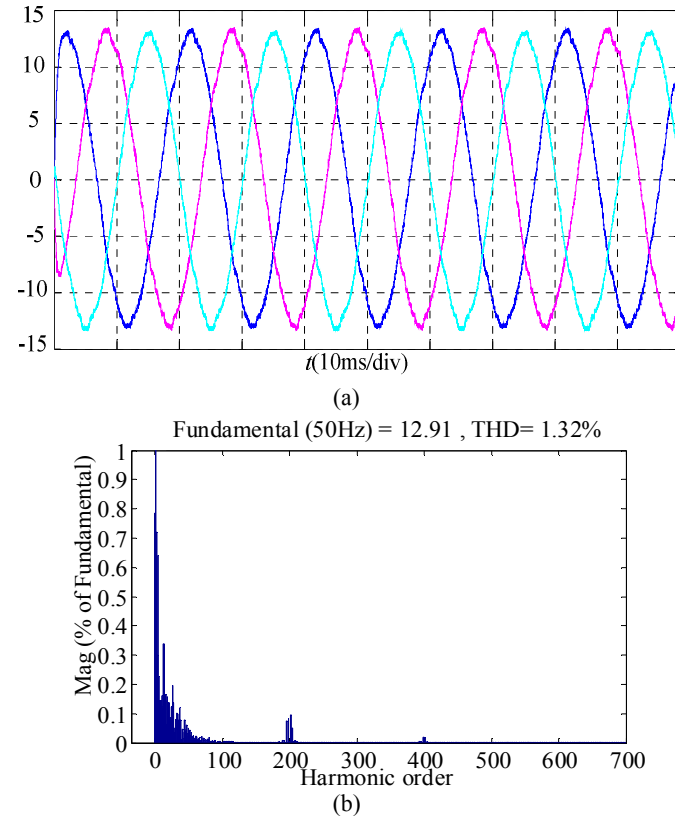 15
10
5
0
-5
-10
-15
t(10ms/div)
(a)
Fundamental (50Hz) = 12.91 , THD= 1.32%
Mag (% of Fundamental)
1
0.9
0.8
0.7
0.6
0.5
0.4
0.3
0.2
0.1
0
0 100 200 300 400 500 600 700
Harmonic order
(b)